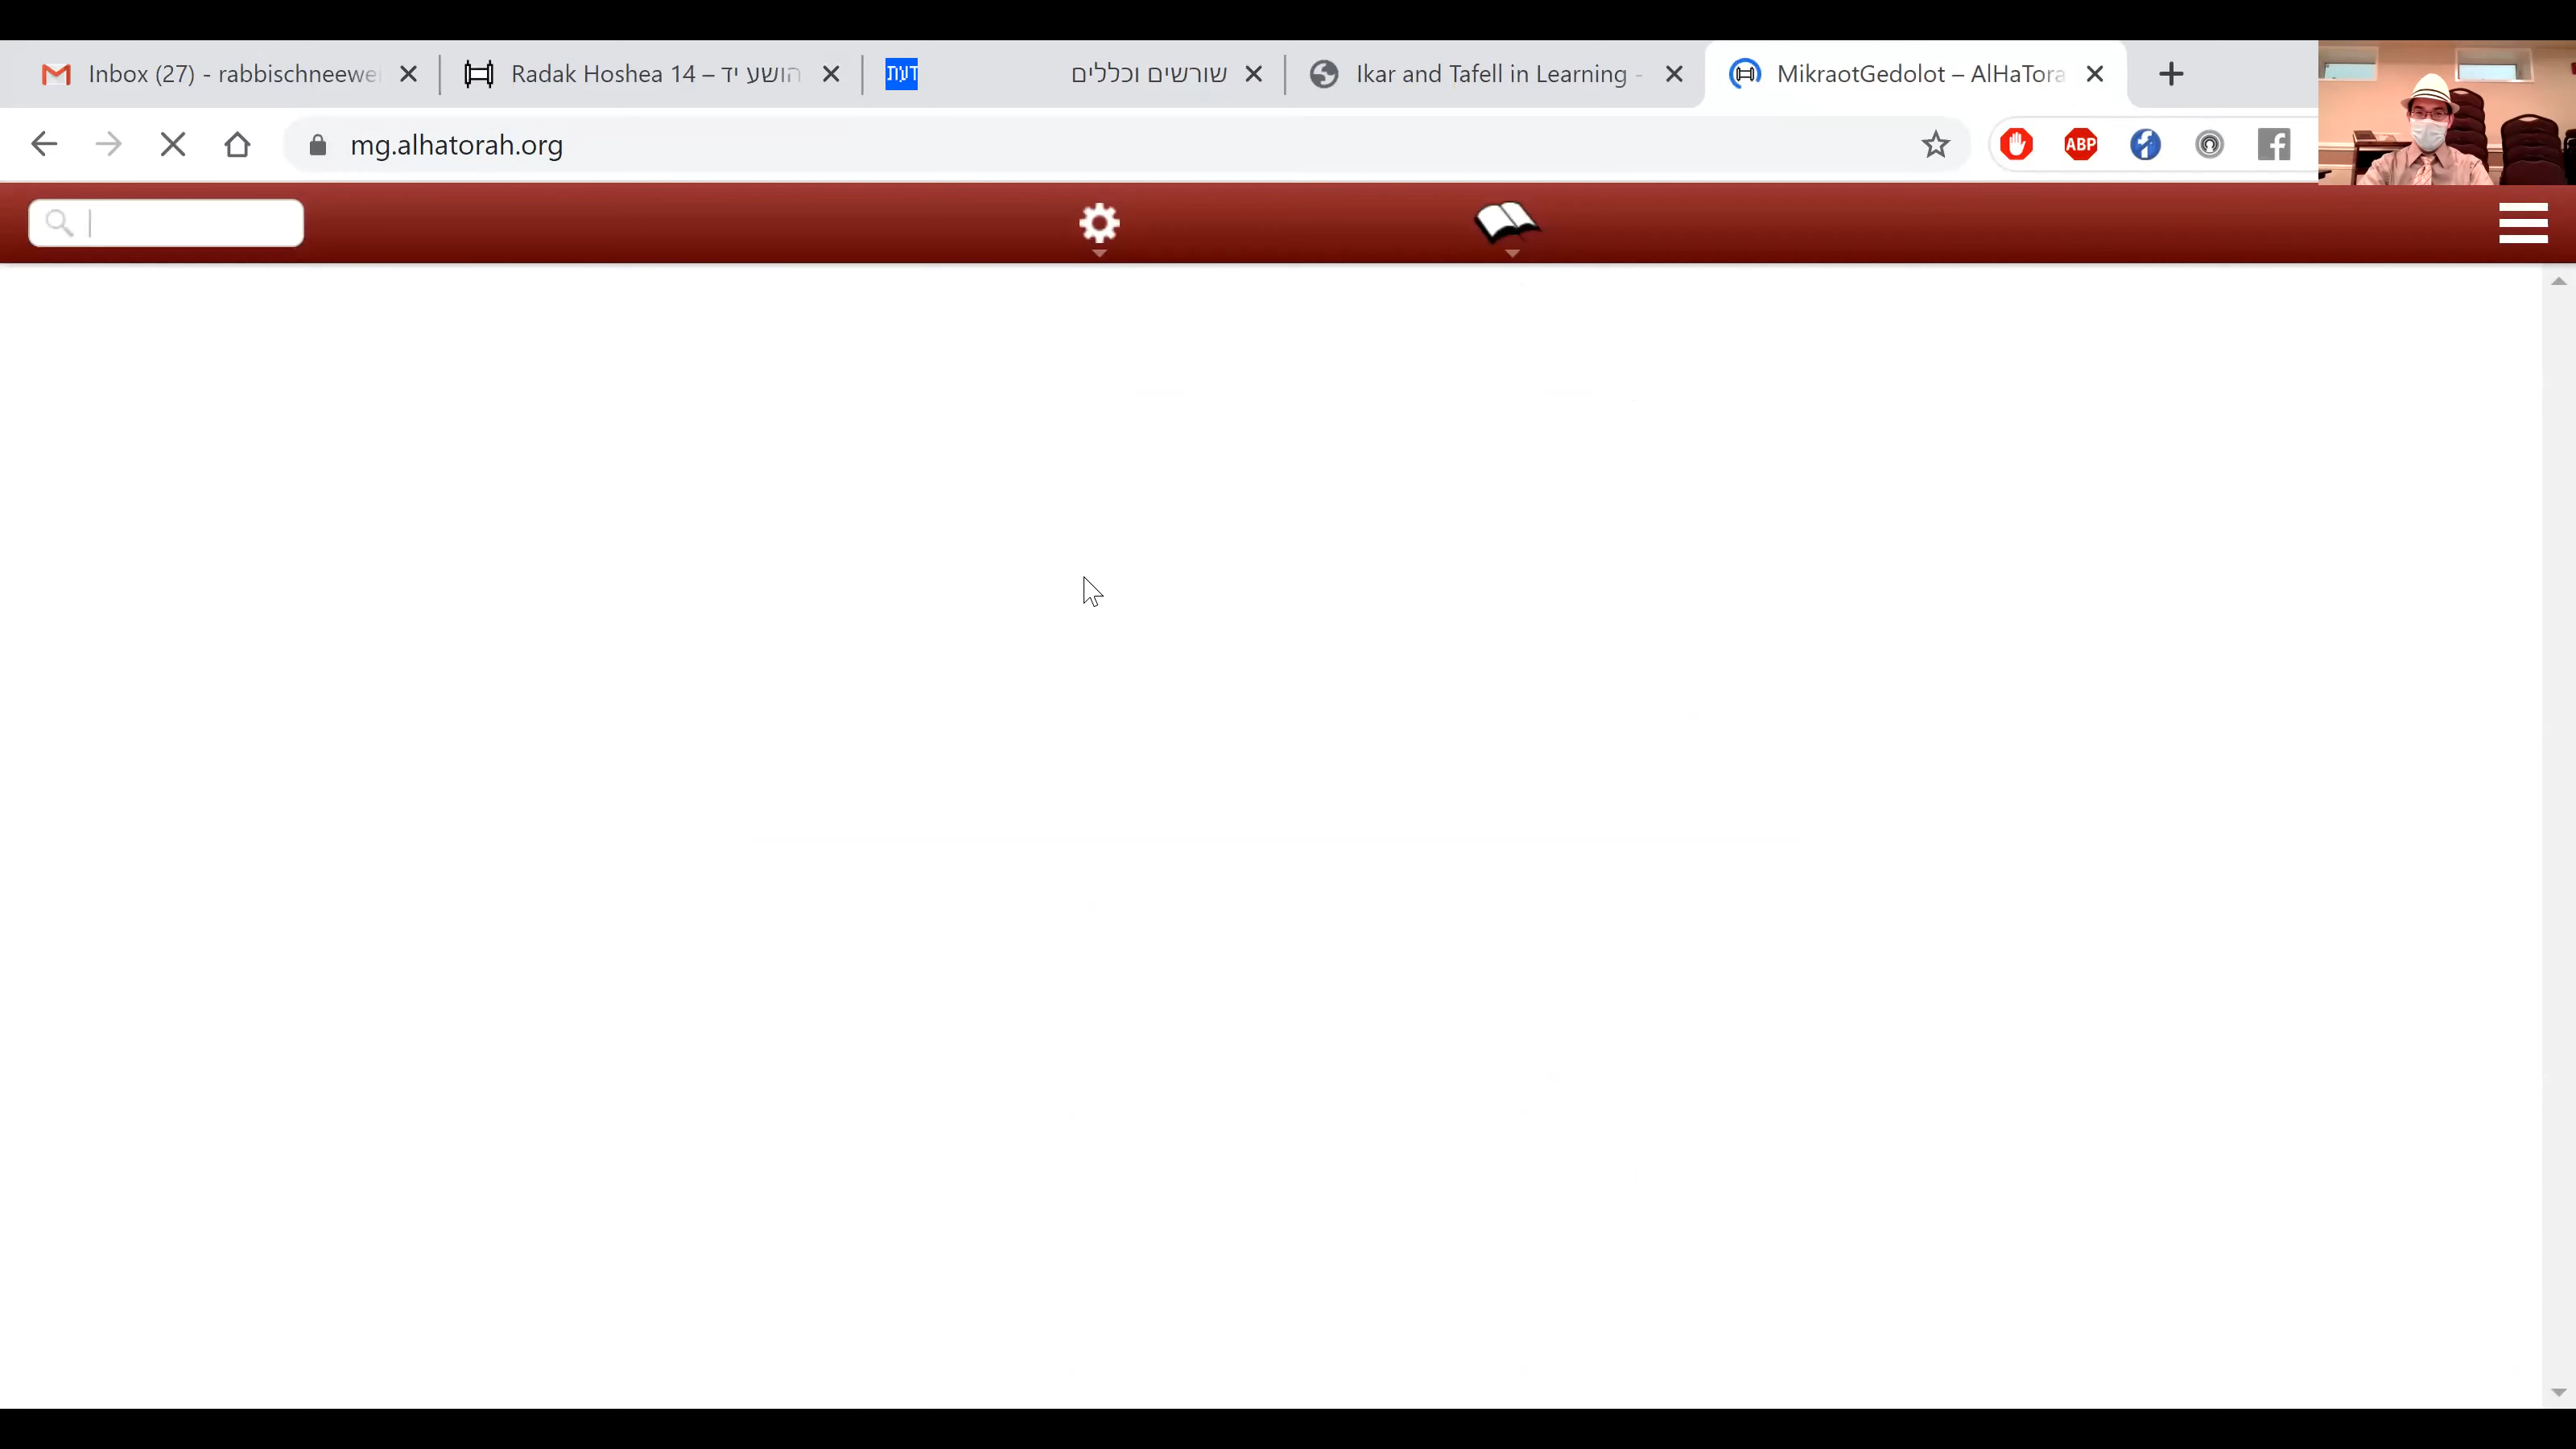 Inbox (27) - rabbischneewei
Radak Hoshea 14 – הושע יד
דעת
שורשים וכללים
Ikar and Tafell in Learning -
MikraotGedolot – AlHaTora
mg.alhatorah.org
ABP